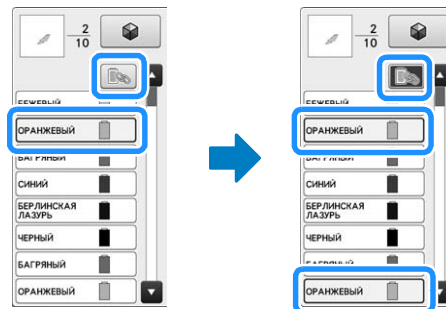 2
10
БЕЖЕВЫЙ
ОРАНЖЕВЫЙ
БАГРЯНЫЙ
СИНИЙ
БЕРЛИНСКАЯ
ЛАЗУРЬ
ЧЕРНЫЙ
БАГРЯНЫЙ
ОРАНЖЕВЫЙ
2
10
БЕЖЕВЫЙ
ОРАНЖЕВЫЙ
БАГРЯНЫЙ
СИНИЙ
БЕРЛИНСКАЯ
ЛАЗУРЬ
ЧЕРНЫЙ
БАГРЯНЫЙ
ОРАНЖЕВЫЙ